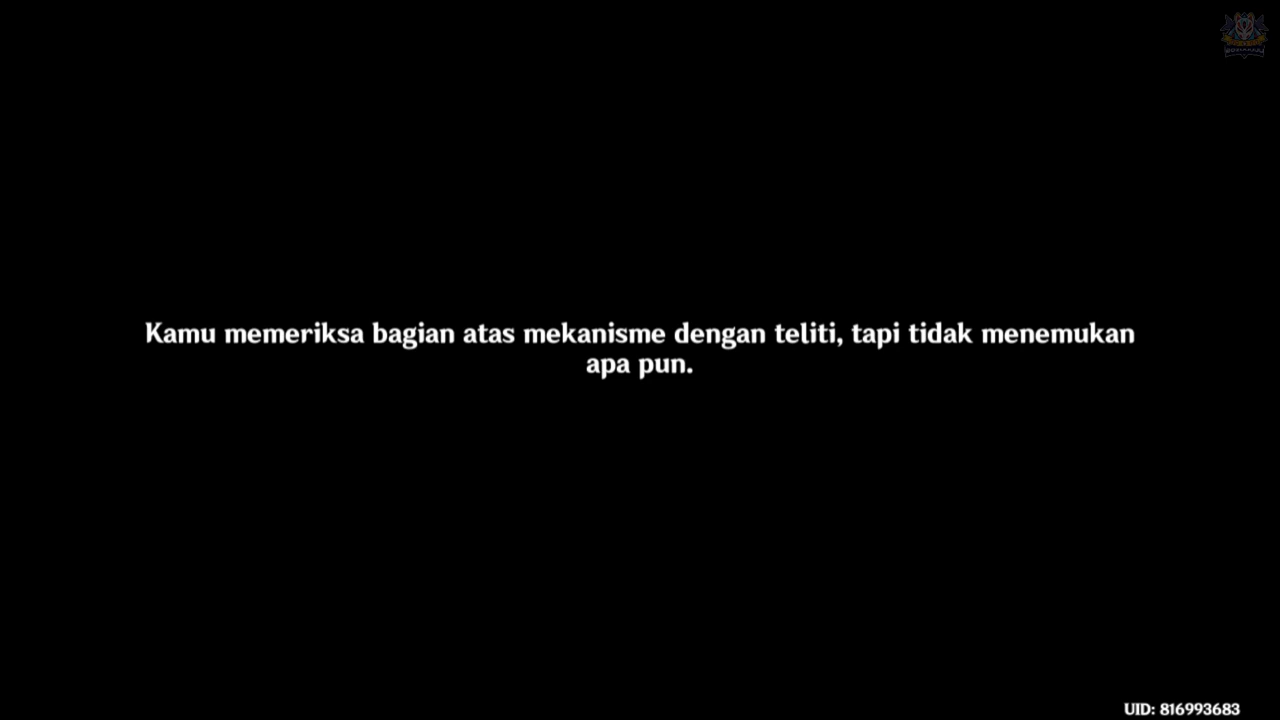 Kamu memeriksa bagian atas mekanisme dengan teliti, tapi tidak menemukan
apa pun.
UID: 816993683